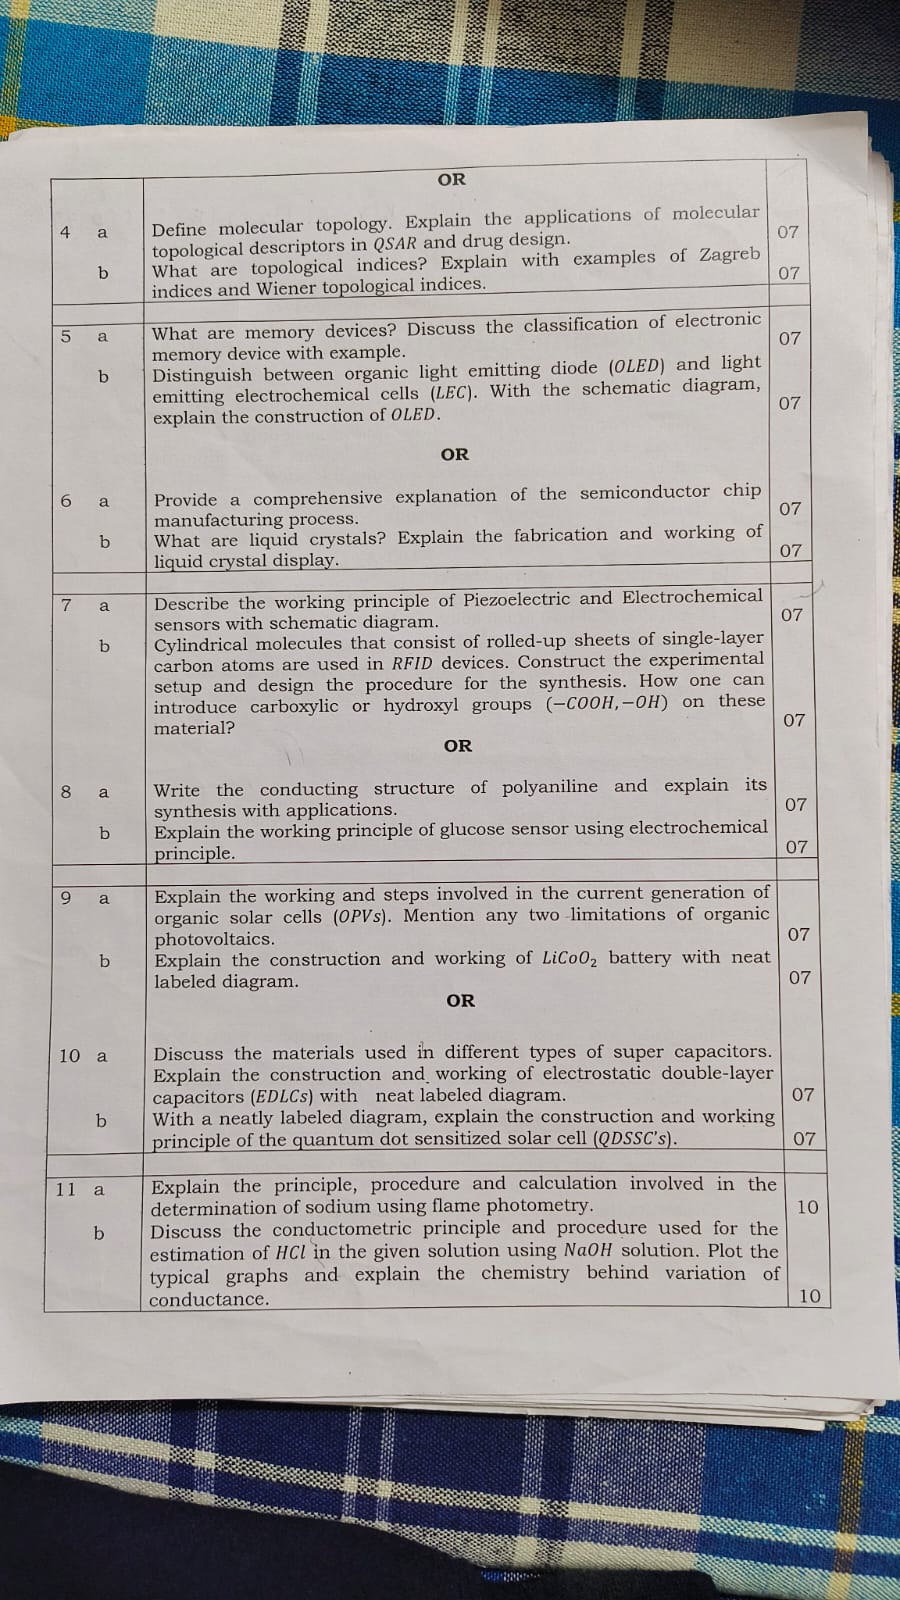 OR
4 a Define molecular topology. Explain the applications of molecular
topological descriptors in QSAR and drug design. 07
b What are topological indices? Explain with examples of Zagreb
indices and Wiener topological indices. 07
5 a What are memory devices? Discuss the classification of electronic
memory device with example. 07
b Distinguish between organic light emitting diode (OLED) and light
emitting electrochemical cells (LEC). With the schematic diagram,
explain the construction of OLED. 07
OR
6 a Provide a comprehensive explanation of the semiconductor chip
manufacturing process. 07
b What are liquid crystals? Explain the fabrication and working of
liquid crystal display. 07
7 a Describe the working principle of Piezoelectric and Electrochemical
sensors with schematic diagram. 07
b Cylindrical molecules that consist of rolled-up sheets of single-layer
carbon atoms are used in RFID devices. Construct the experimental
setup and design the procedure for the synthesis. How one can
introduce carboxylic or hydroxyl groups (−COOH,−OH) on these
material? 07
OR
8 a Write the conducting structure of polyaniline and explain its
synthesis with applications. 07
b Explain the working principle of glucose sensor using electrochemical
principle. 07
9 a Explain the working and steps involved in the current generation of
organic solar cells (OPVs). Mention any two limitations of organic
photovoltaics. 07
b Explain the construction and working of LiCoO₂ battery with neat
labeled diagram. 07
OR
10 a Discuss the materials used in different types of super capacitors.
Explain the construction and working of electrostatic double-layer
capacitors (EDLCs) with neat labeled diagram. 07
b With a neatly labeled diagram, explain the construction and working
principle of the quantum dot sensitized solar cell (QDSSC's). 07
11 a Explain the principle, procedure and calculation involved in the
determination of sodium using flame photometry. 10
b Discuss the conductometric principle and procedure used for the
estimation of HCl in the given solution using NaOH solution. Plot the
typical graphs and explain the chemistry behind variation of
conductance. 10